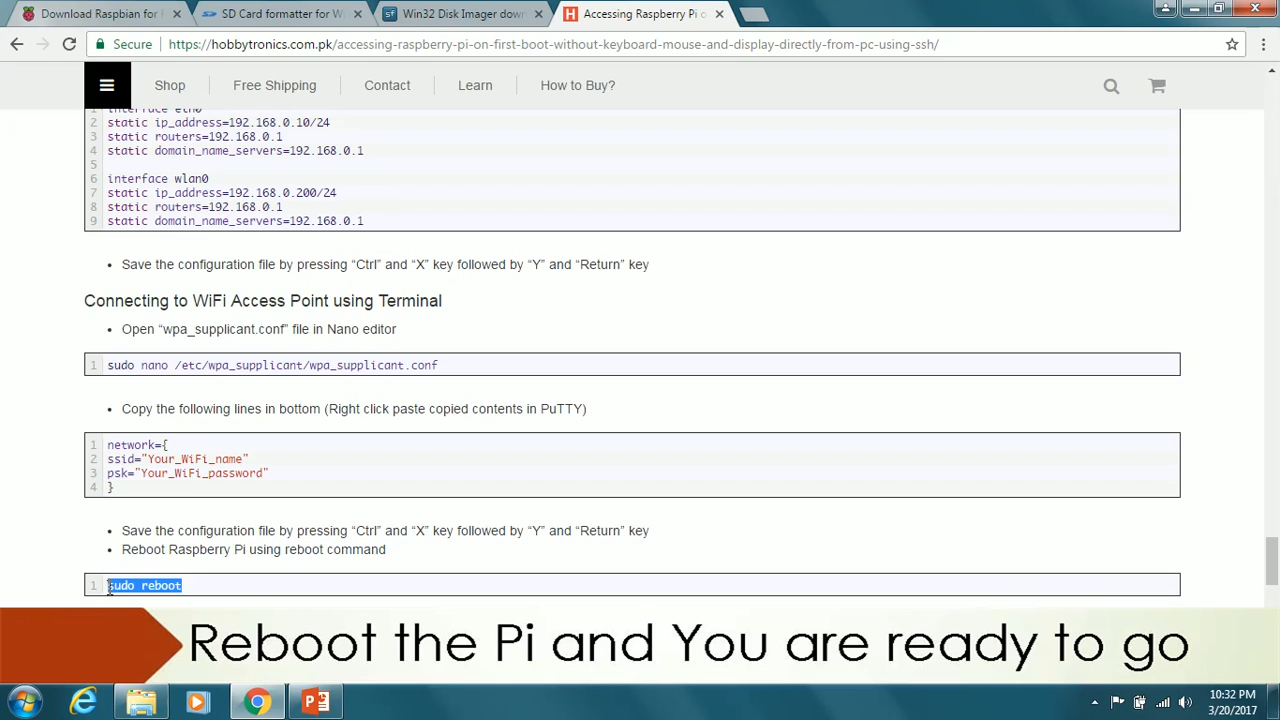 Download Raspbian for
SD Card formatter for Wi
Win32 Disk Imager down
Accessing Raspberry Pi o
Secure
https://hobbytronics.com.pk/accessing-raspberry-pi-on-first-boot-without-keyboard-mouse-and-display-directly-from-pc-using-ssh/
Shop
Free Shipping
Contact
Learn
How to Buy?
1 interface eth0
2 static ip_address=192.168.0.10/24
3 static routers=192.168.0.1
4 static domain_name_servers=192.168.0.1
5
6 interface wlan0
7 static ip_address=192.168.0.200/24
8 static routers=192.168.0.1
9 static domain_name_servers=192.168.0.1
• Save the configuration file by pressing “Ctrl” and “X” key followed by “Y” and “Return” key
Connecting to WiFi Access Point using Terminal
• Open “wpa_supplicant.conf” file in Nano editor
1 sudo nano /etc/wpa_supplicant/wpa_supplicant.conf
• Copy the following lines in bottom (Right click paste copied contents in PuTTY)
1 network={
2 ssid="Your_WiFi_name"
3 psk="Your_WiFi_password"
4 }
• Save the configuration file by pressing “Ctrl” and “X” key followed by “Y” and “Return” key
• Reboot Raspberry Pi using reboot command
1 sudo reboot
Reboot the Pi and You are ready to go
10:32 PM
3/20/2017